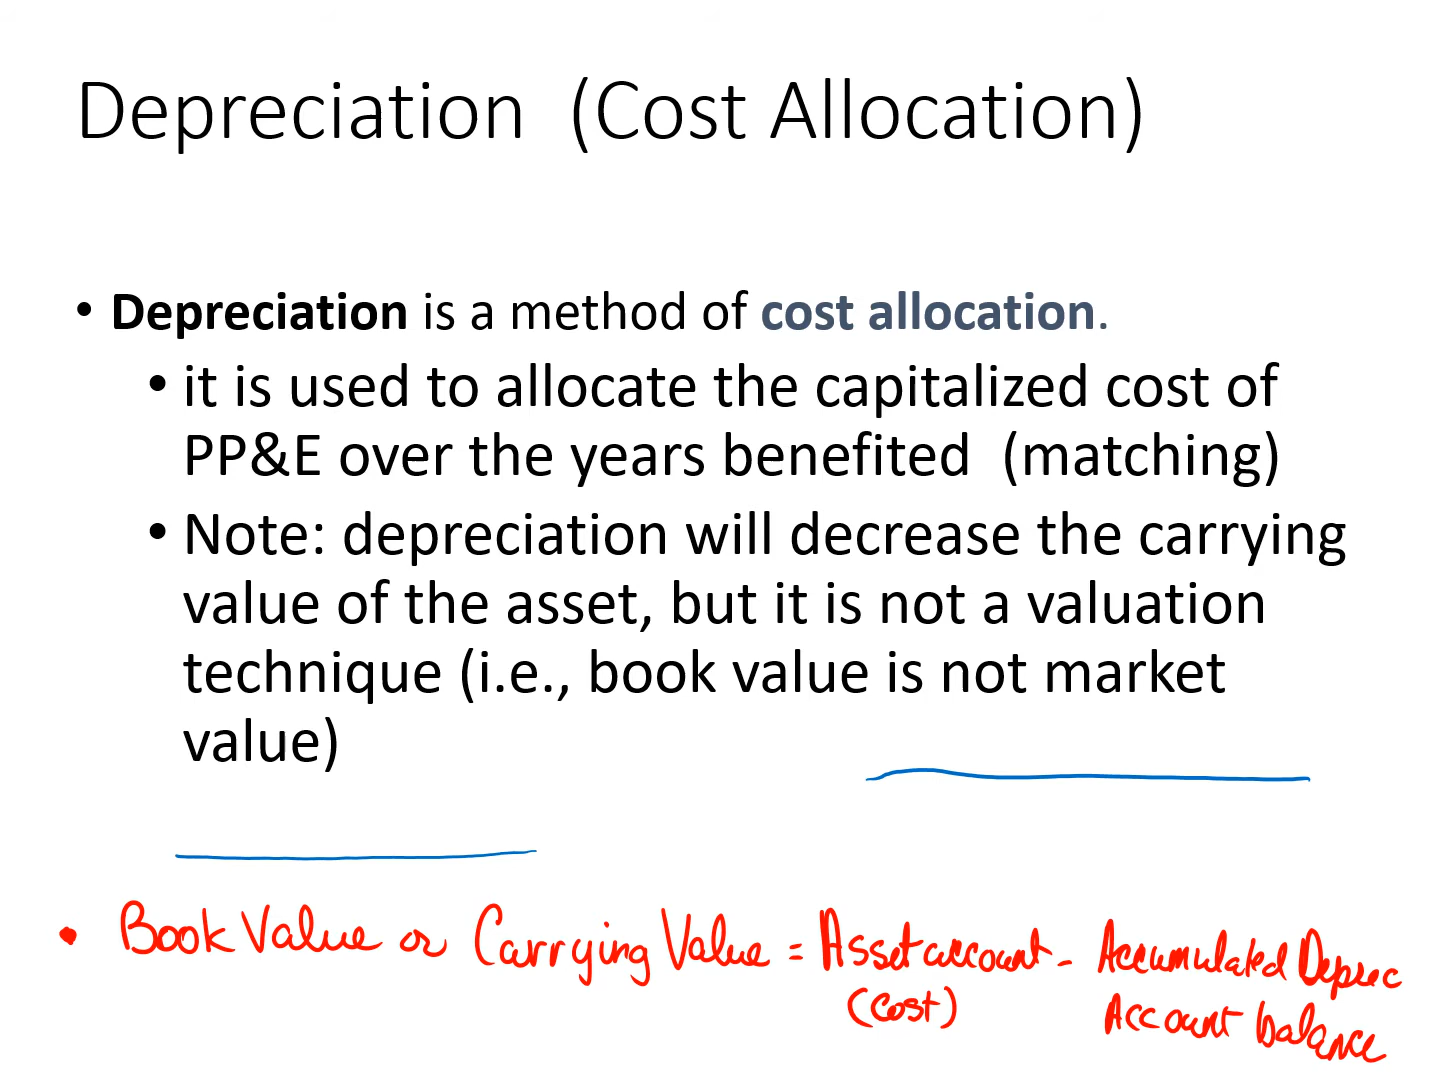 Depreciation (Cost Allocation)
• Depreciation is a method of cost allocation.
• it is used to allocate the capitalized cost of
PP&E over the years benefited (matching)
• Note: depreciation will decrease the carrying
value of the asset, but it is not a valuation
technique (i.e., book value is not market
value)
• Book Value or Carrying Value = Asset account - Accumulated Deprec
(cost) Account balance